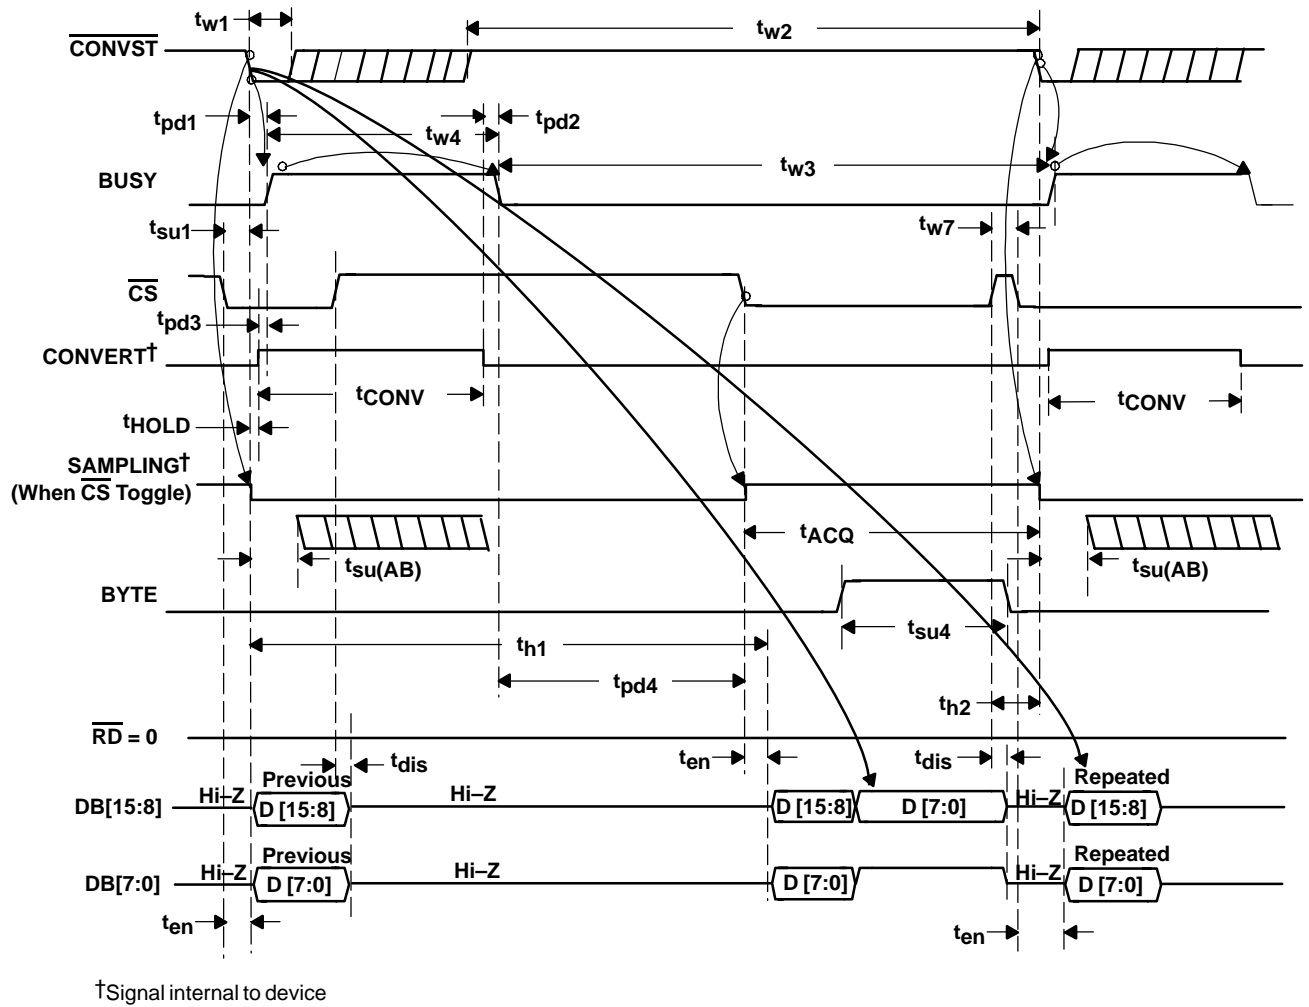 tw1
tw2
CONVST
tpd1
tw4
tpd2
tw3
BUSY
tsu1
tw7
CS
tpd3
CONVERT†
tCONV
tCONV
tHOLD
SAMPLING†
(When CS Toggle)
tACQ
tsu(AB)
tsu(AB)
BYTE
tsu4
th1
tpd4
th2
RD = 0
tdis
ten
tdis
Previous
Repeated
DB[15:8]
Hi–Z
D [15:8]
Hi–Z
D [15:8]
D [7:0]
Hi–Z
D [15:8]
Previous
Repeated
DB[7:0]
Hi–Z
D [7:0]
Hi–Z
D [7:0]
Hi–Z
D [7:0]
ten
ten
†Signal internal to device